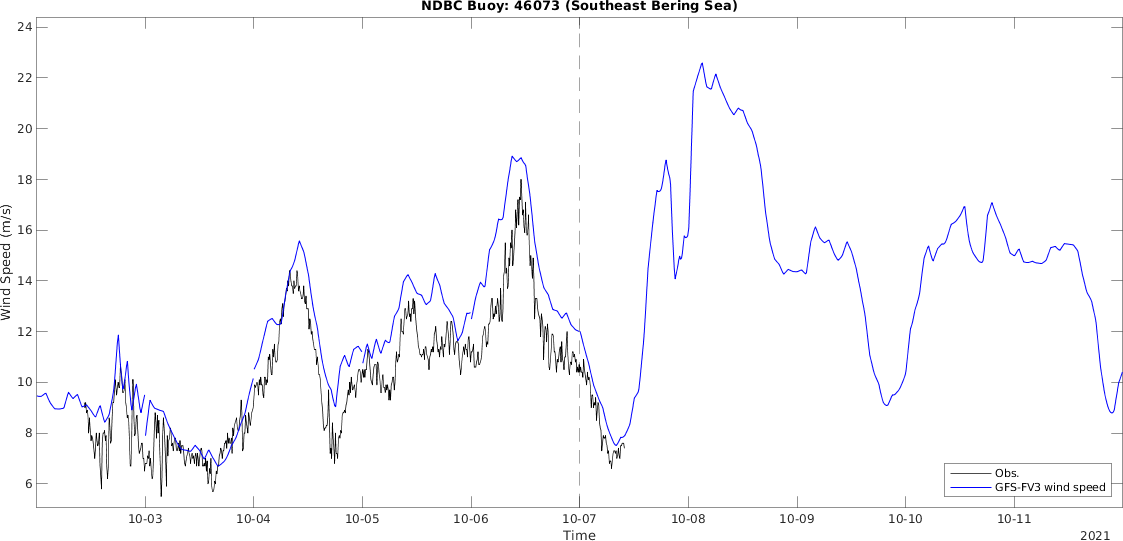 NDBC Buoy: 46073 (Southeast Bering Sea)
24
22
20
18
16
14
12
10
8
6
Wind Speed (m/s)
10-03 10-04 10-05 10-06 10-07 10-08 10-09 10-10 10-11
Time
2021
Obs.
GFS-FV3 wind speed